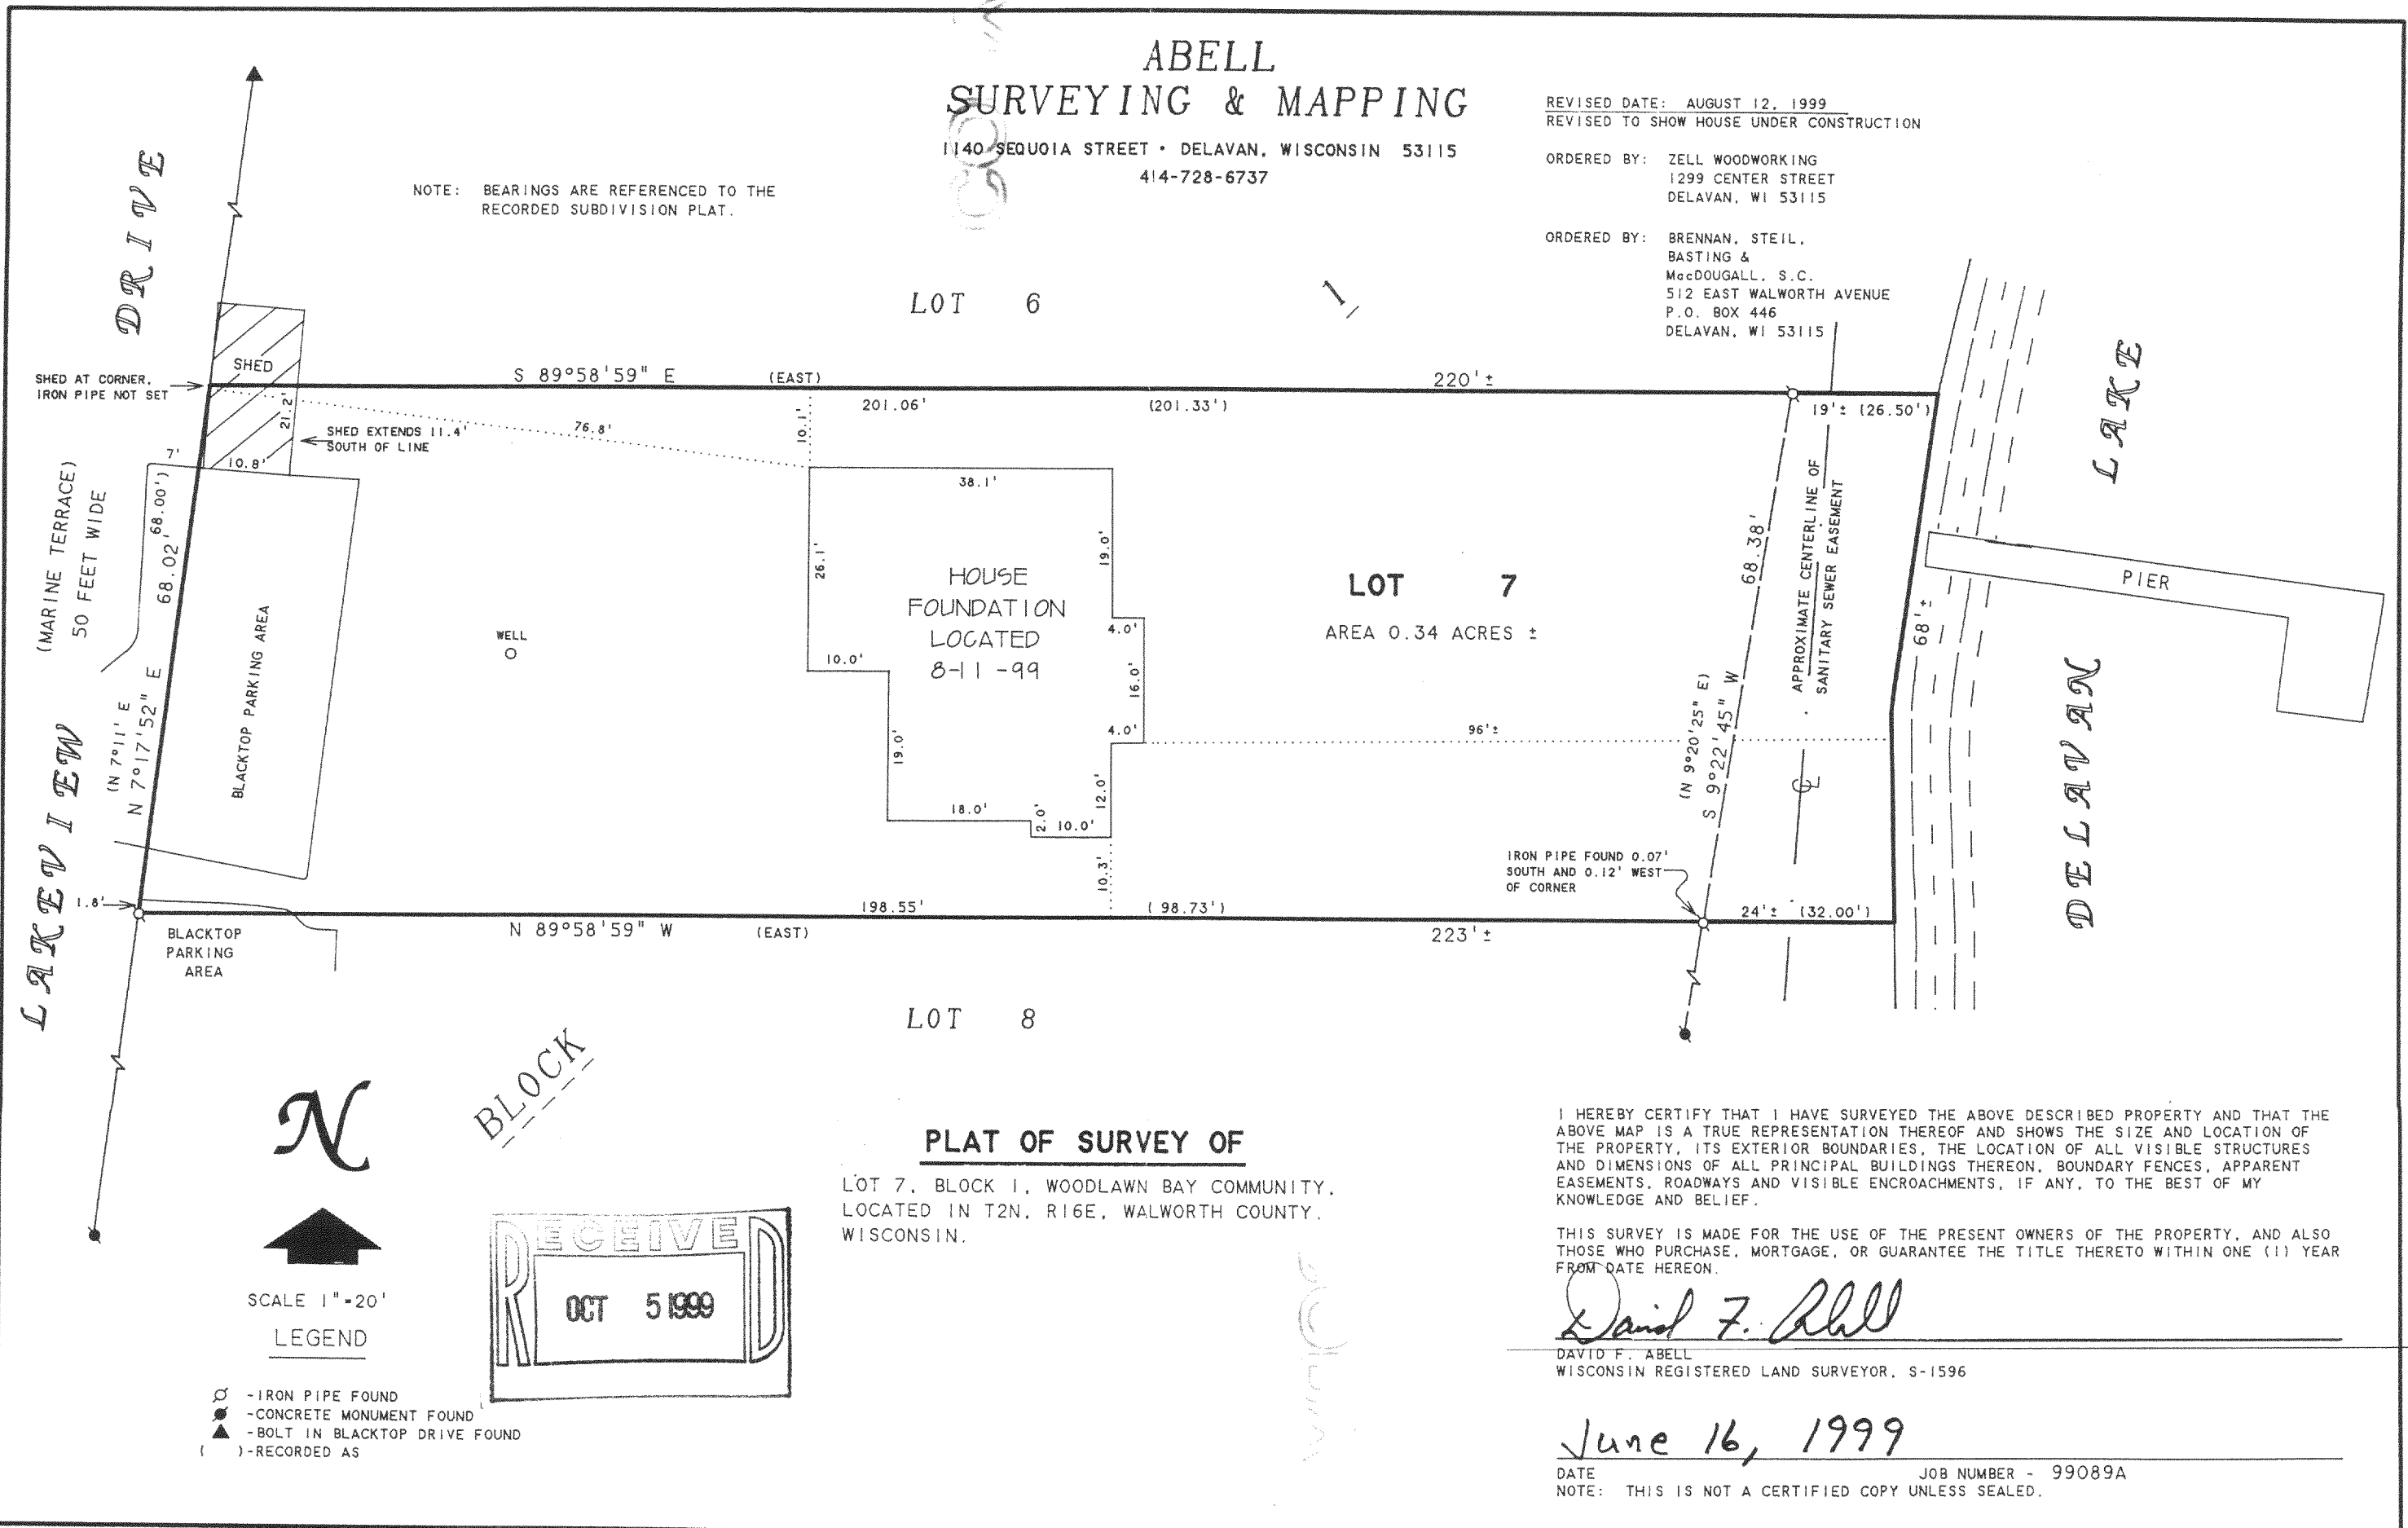 ABELL
SURVEYING & MAPPING
1140 SEQUOIA STREET • DELAVAN, WISCONSIN 53115
414-728-6737
REVISED DATE: AUGUST 12, 1999
REVISED TO SHOW HOUSE UNDER CONSTRUCTION
ORDERED BY: ZELL WOODWORKING
1299 CENTER STREET
DELAVAN, WI 53115
ORDERED BY: BRENNAN, STEIL,
BASTING &
MacDOUGALL, S.C.
512 EAST WALWORTH AVENUE
P.O. BOX 446
DELAVAN, WI 53115
NOTE: BEARINGS ARE REFERENCED TO THE
RECORDED SUBDIVISION PLAT.
LOT 6
1
LAKEVIEW DRIVE
(MARINE TERRACE)
50 FEET WIDE
SHED AT CORNER,
IRON PIPE NOT SET
SHED
21.2'
10.8'
7'
SHED EXTENDS 11.4'
SOUTH OF LINE
S 89°58'59" E (EAST) 220'±
201.06' (201.33')
19'± (26.50')
76.8'
10.1'
68.00')
68.02'
(N 7°11' E
N 7°17'52" E
BLACKTOP PARKING AREA
WELL
38.1'
26.1'
19.0'
HOUSE
FOUNDATION
LOCATED
8-11-99
4.0'
16.0'
4.0'
10.0'
19.0'
18.0'
2.0'
10.0'
12.0'
10.3'
LOT 7
AREA 0.34 ACRES ±
96'±
68.38'
(N 9°20'25" E)
S 9°22'45" W
APPROXIMATE CENTERLINE OF
SANITARY SEWER EASEMENT
68'±
PIER
DELAVAN LAKE
IRON PIPE FOUND 0.07'
SOUTH AND 0.12' WEST
OF CORNER
1.8'
198.55' ( 98.73')
24'± (32.00')
N 89°58'59" W (EAST) 223'±
BLACKTOP
PARKING
AREA
LOT 8
BLOCK
N
SCALE 1"=20'
LEGEND
-IRON PIPE FOUND
-CONCRETE MONUMENT FOUND
-BOLT IN BLACKTOP DRIVE FOUND
( )-RECORDED AS
RECEIVED
OCT 5 1999
PLAT OF SURVEY OF
LOT 7, BLOCK 1, WOODLAWN BAY COMMUNITY,
LOCATED IN T2N, R16E, WALWORTH COUNTY,
WISCONSIN.
I HEREBY CERTIFY THAT I HAVE SURVEYED THE ABOVE DESCRIBED PROPERTY AND THAT THE
ABOVE MAP IS A TRUE REPRESENTATION THEREOF AND SHOWS THE SIZE AND LOCATION OF
THE PROPERTY, ITS EXTERIOR BOUNDARIES, THE LOCATION OF ALL VISIBLE STRUCTURES
AND DIMENSIONS OF ALL PRINCIPAL BUILDINGS THEREON, BOUNDARY FENCES, APPARENT
EASEMENTS, ROADWAYS AND VISIBLE ENCROACHMENTS, IF ANY, TO THE BEST OF MY
KNOWLEDGE AND BELIEF.
THIS SURVEY IS MADE FOR THE USE OF THE PRESENT OWNERS OF THE PROPERTY, AND ALSO
THOSE WHO PURCHASE, MORTGAGE, OR GUARANTEE THE TITLE THERETO WITHIN ONE (1) YEAR
FROM DATE HEREON.
David F. Abell
DAVID F. ABELL
WISCONSIN REGISTERED LAND SURVEYOR, S-1596
June 16, 1999
DATE JOB NUMBER - 99089A
NOTE: THIS IS NOT A CERTIFIED COPY UNLESS SEALED.